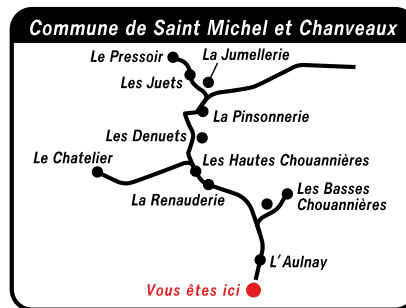 Commune de Saint Michel et Chanveaux
Le Pressoir
La Jumellerie
Les Juets
La Pinsonnerie
Les Denuets
Le Chatelier
Les Hautes Chouannières
La Renauderie
Les Basses
Chouannières
L'Aulnay
Vous êtes ici